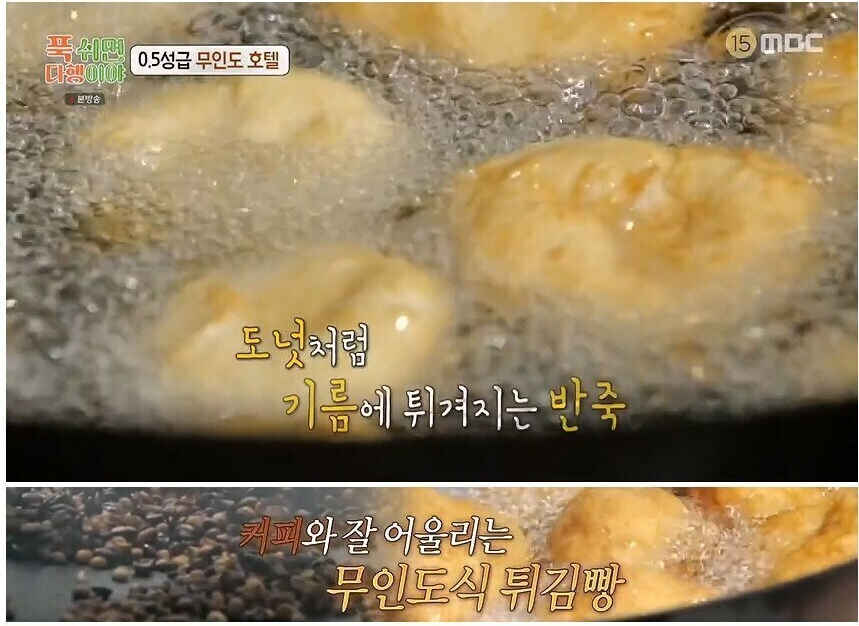 푹 쉬면
다행이야
0.5성급 무인도 호텔
본방송
15 MBC
도넛처럼
기름에 튀겨지는 반죽
커피와 잘 어울리는
무인도식 튀김빵